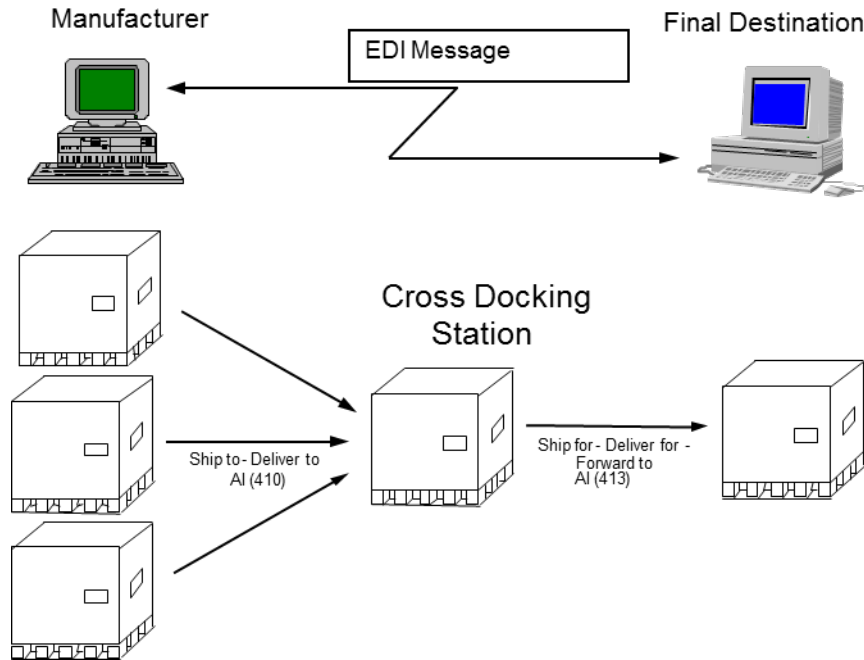 Manufacturer
EDI Message
Final Destination
Cross Docking
Station
Ship to - Deliver to
AI (410)
Ship for - Deliver for -
Forward to
AI (413)